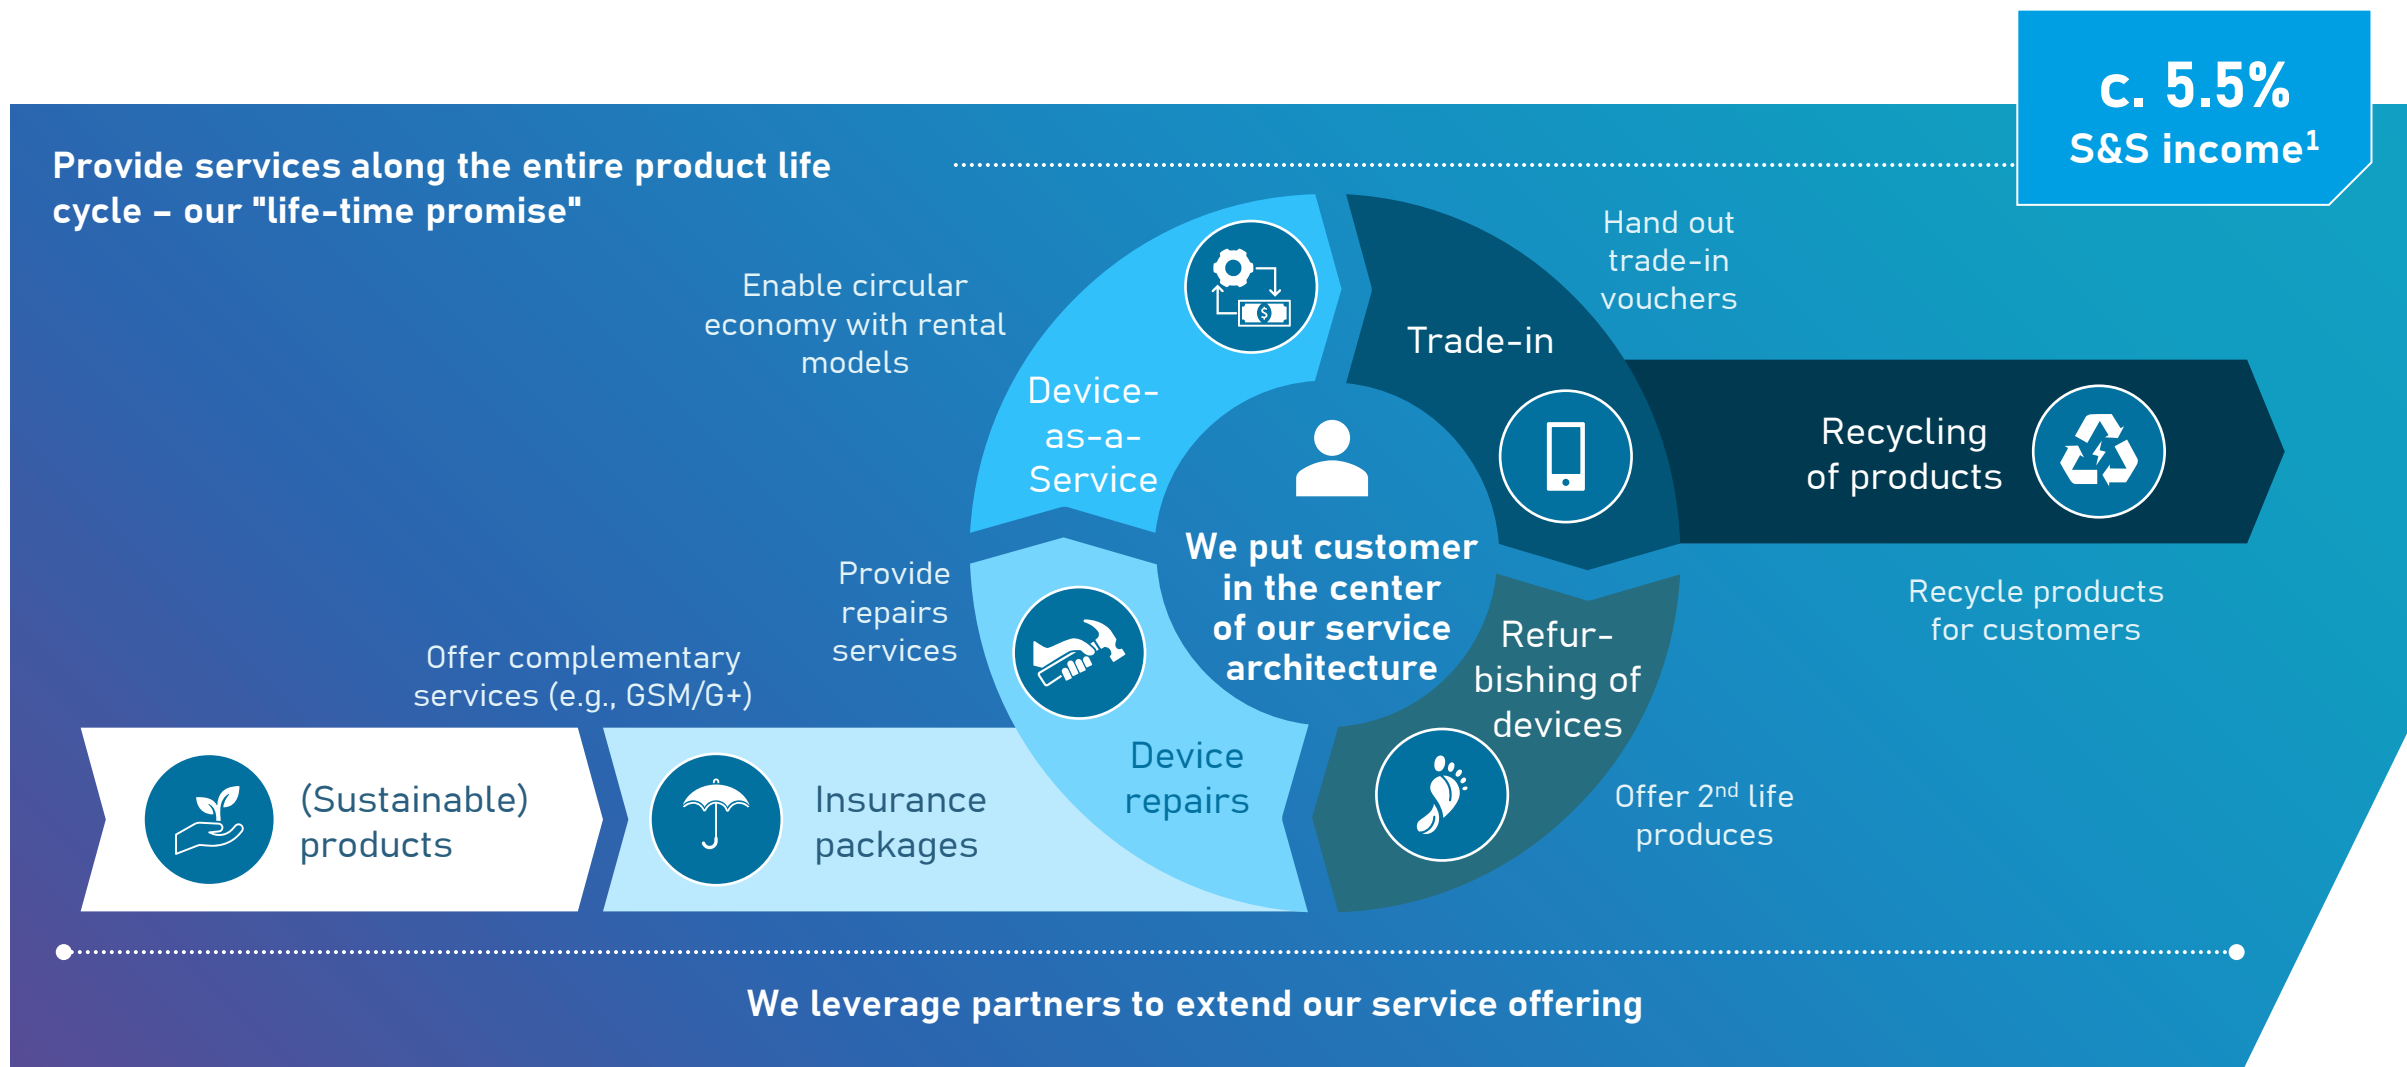 c. 5.5%
S&S income¹
Provide services along the entire product life
cycle – our "life-time promise"
Enable circular
economy with rental
models
Hand out
trade-in
vouchers
Device-
as-a-
Service
Trade-in
Recycling
of products
We put customer
in the center
of our service
architecture
Provide
repairs
services
Recycle products
for customers
Offer complementary
services (e.g., GSM/G+)
Refur-
bishing of
devices
(Sustainable)
products
Insurance
packages
Device
repairs
Offer 2nd life
produces
We leverage partners to extend our service offering